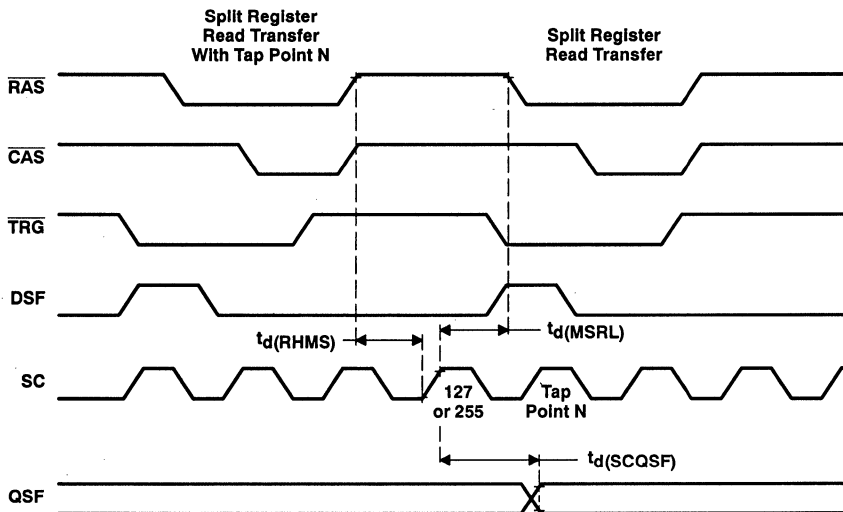 Split Register
Read Transfer
With Tap Point N
Split Register
Read Transfer
RAS
CAS
TRG
DSF
td(RHMS)
td(MSRL)
SC
127
or 255
Tap
Point N
td(SCQSF)
QSF